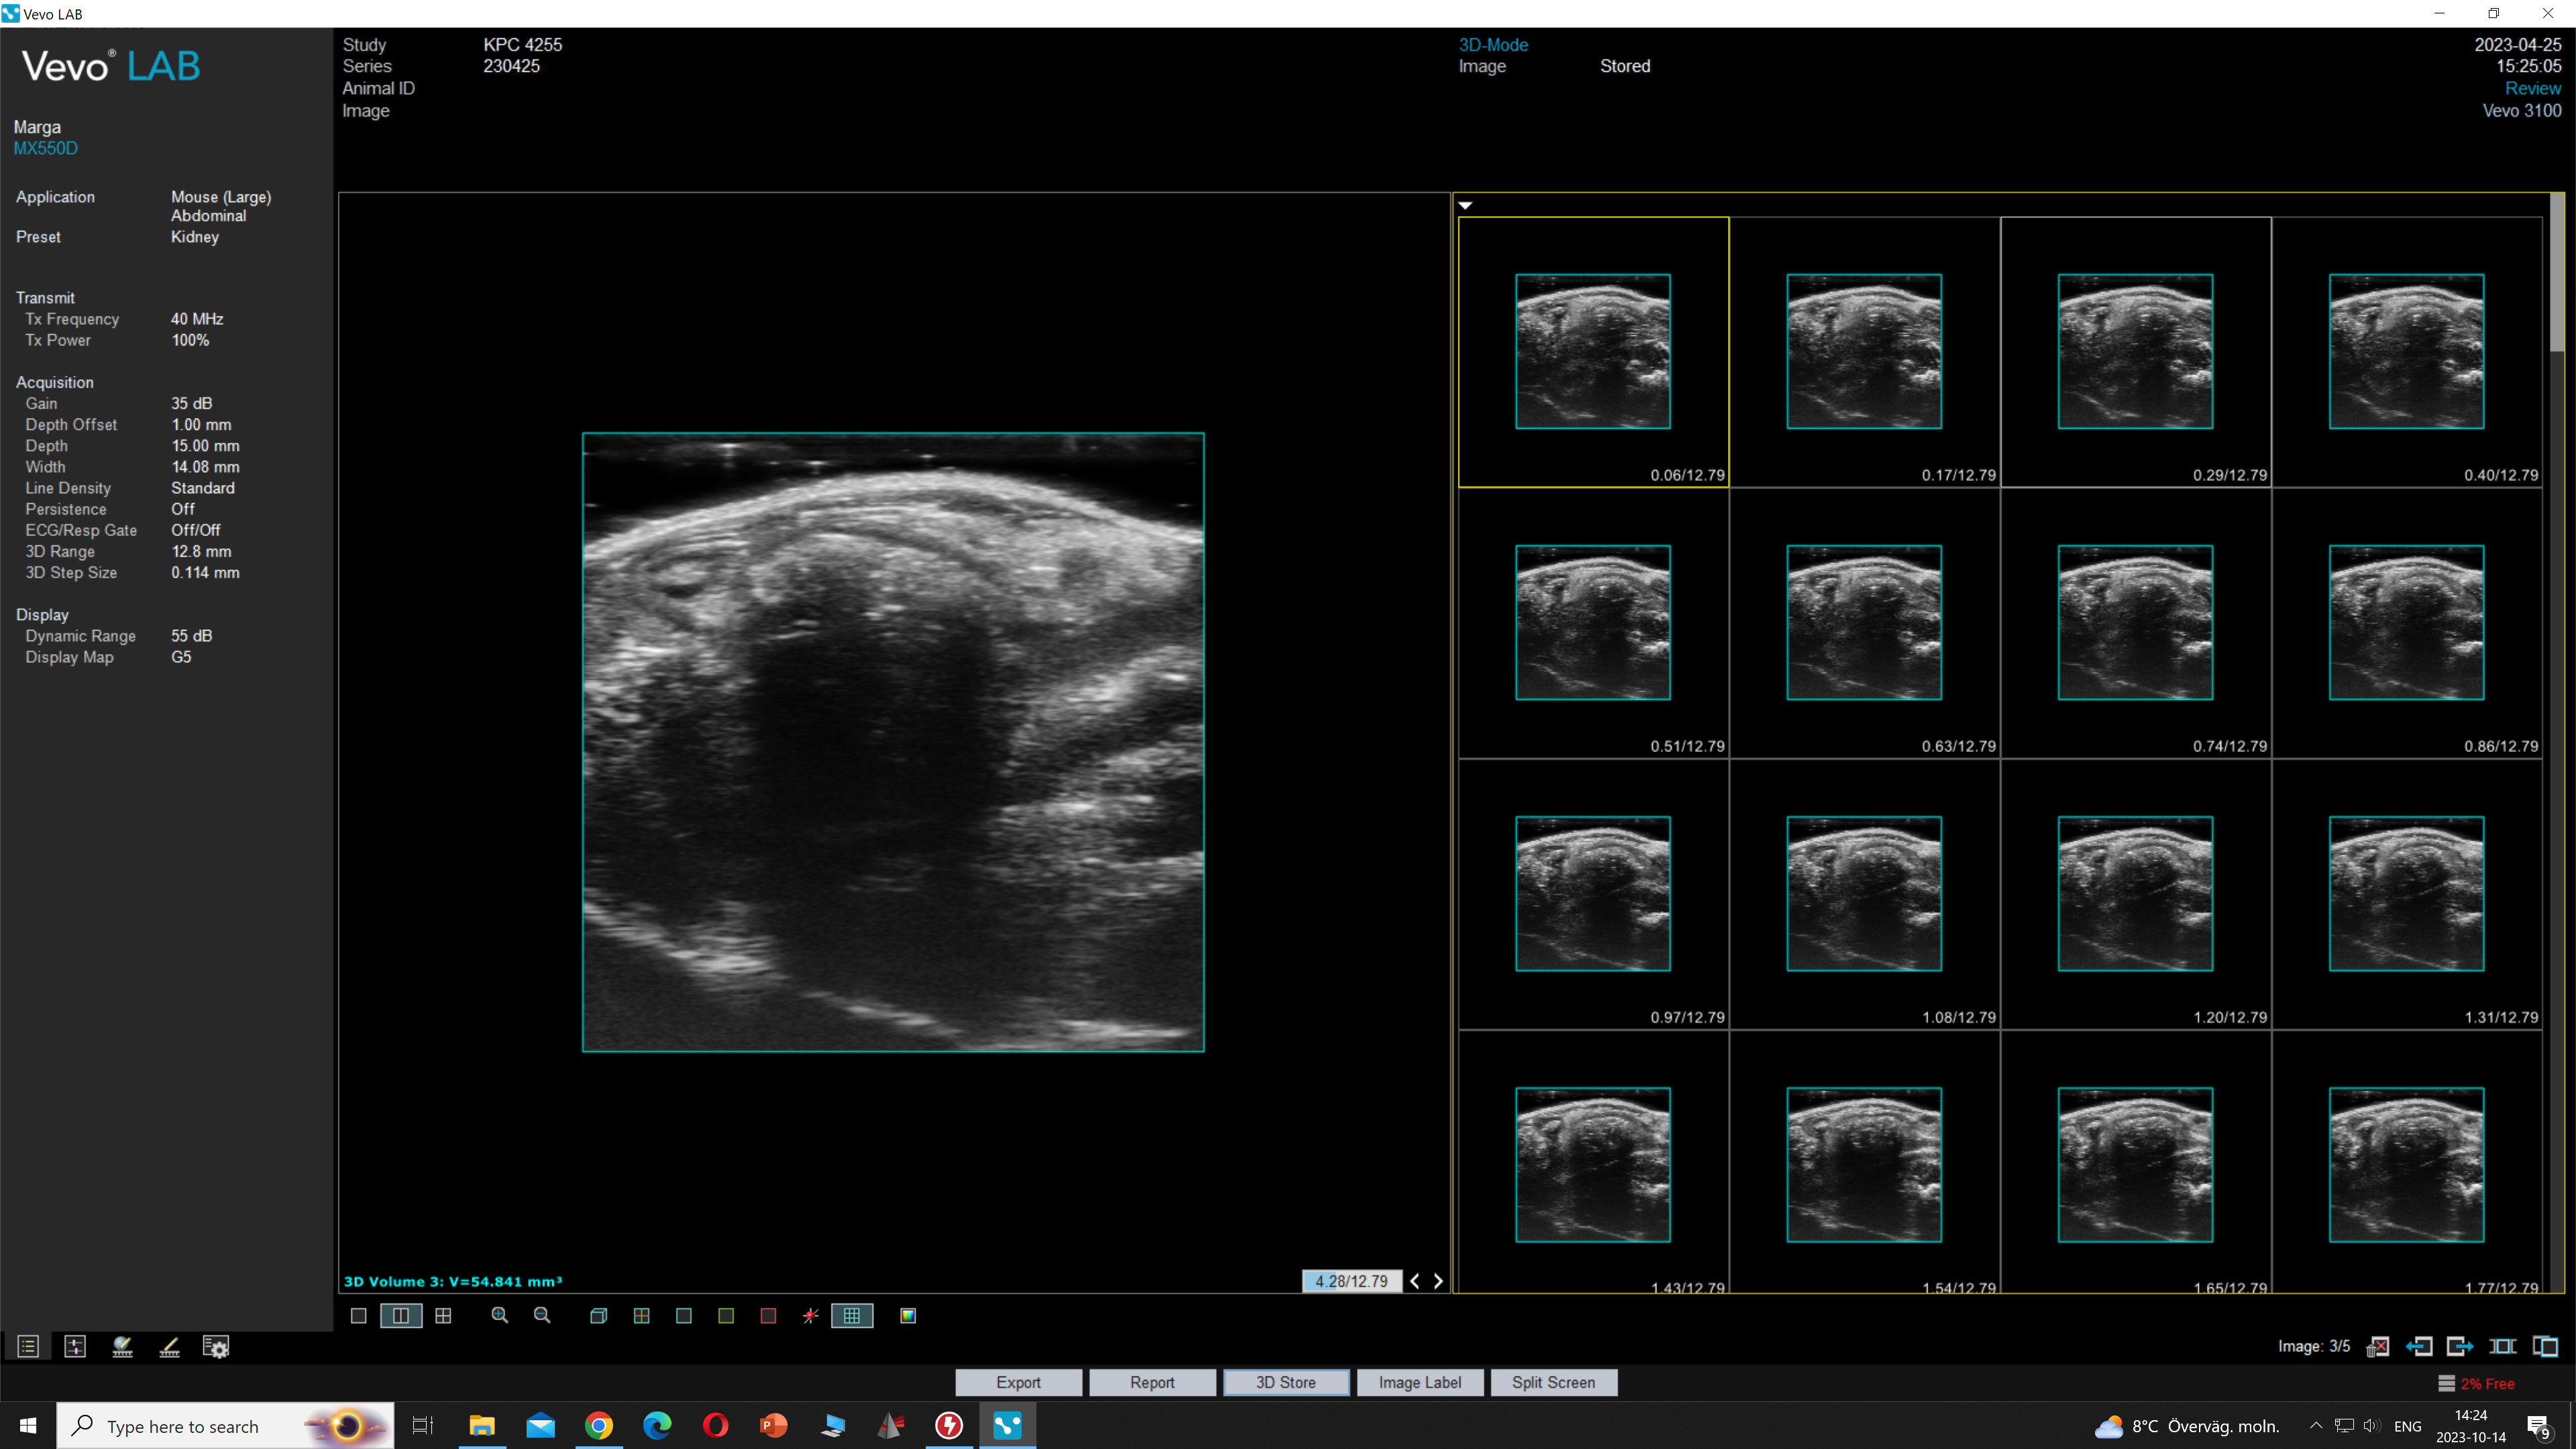 Vevo LAB
Vevo® LAB
Marga
MX550D
Application Mouse (Large)
Abdominal
Preset Kidney
Transmit
Tx Frequency 40 MHz
Tx Power 100%
Acquisition
Gain 35 dB
Depth Offset 1.00 mm
Depth 15.00 mm
Width 14.08 mm
Line Density Standard
Persistence Off
ECG/Resp Gate Off/Off
3D Range 12.8 mm
3D Step Size 0.114 mm
Display
Dynamic Range 55 dB
Display Map G5
Study KPC 4255
Series 230425
Animal ID
Image
3D-Mode
Image Stored
2023-04-25
15:25:05
Review
Vevo 3100
0.06/12.79 0.17/12.79 0.29/12.79 0.40/12.79
0.51/12.79 0.63/12.79 0.74/12.79 0.86/12.79
0.97/12.79 1.08/12.79 1.20/12.79 1.31/12.79
1.43/12.79 1.54/12.79 1.65/12.79 1.77/12.79
3D Volume 3: V=54.841 mm³
4.28/12.79
Image: 3/5
Export Report 3D Store Image Label Split Screen
2% Free
Type here to search
8°C Överväg. moln.
ENG
14:24
2023-10-14
9